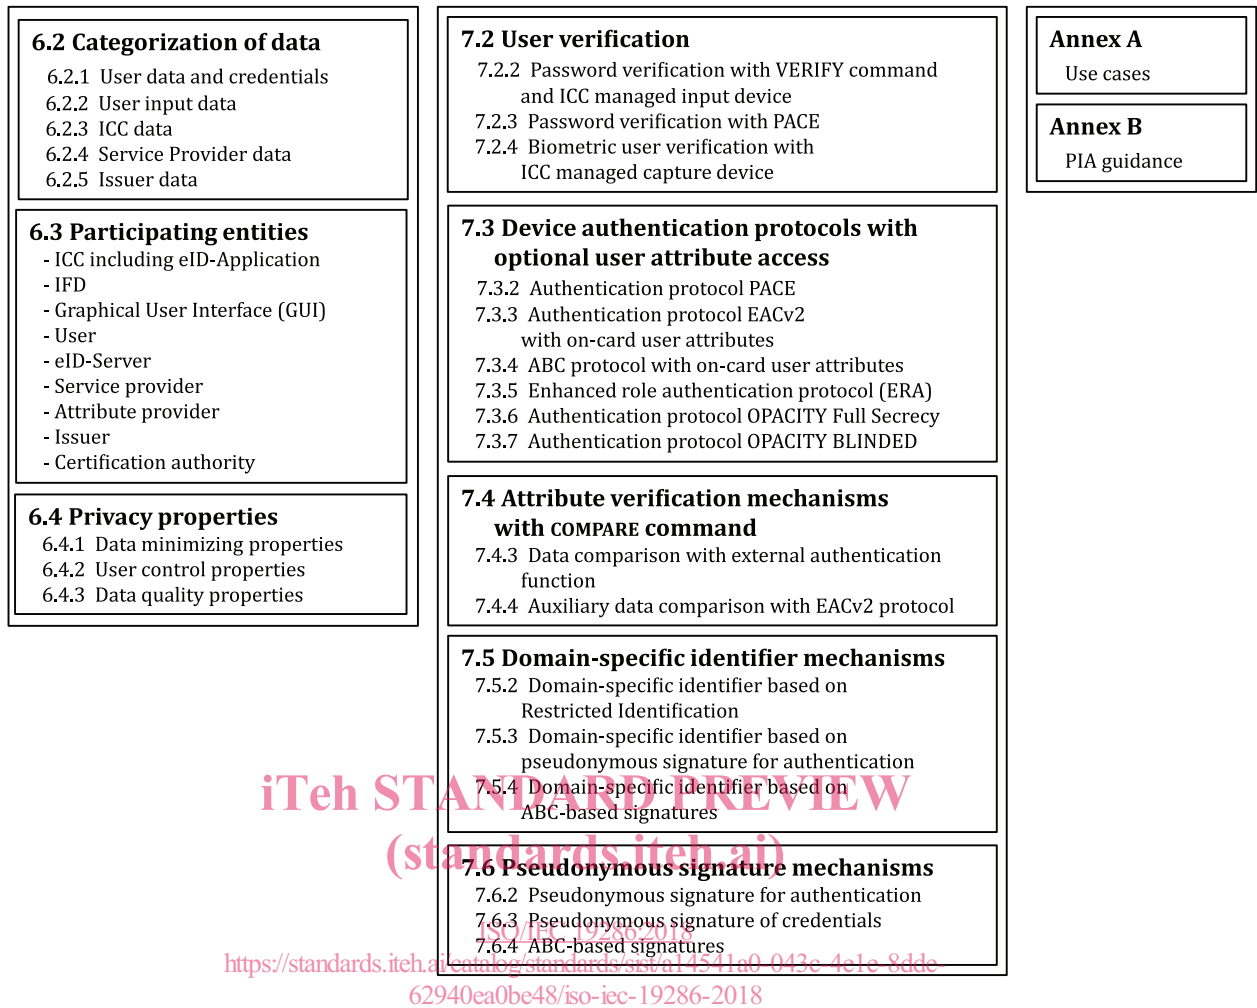 6.2 Categorization of data
6.2.1 User data and credentials
6.2.2 User input data
6.2.3 ICC data
6.2.4 Service Provider data
6.2.5 Issuer data
6.3 Participating entities
- ICC including eID-Application
- IFD
- Graphical User Interface (GUI)
- User
- eID-Server
- Service provider
- Attribute provider
- Issuer
- Certification authority
6.4 Privacy properties
6.4.1 Data minimizing properties
6.4.2 User control properties
6.4.3 Data quality properties
7.2 User verification
7.2.2 Password verification with VERIFY command
and ICC managed input device
7.2.3 Password verification with PACE
7.2.4 Biometric user verification with
ICC managed capture device
7.3 Device authentication protocols with
optional user attribute access
7.3.2 Authentication protocol PACE
7.3.3 Authentication protocol EACv2
with on-card user attributes
7.3.4 ABC protocol with on-card user attributes
7.3.5 Enhanced role authentication protocol (ERA)
7.3.6 Authentication protocol OPACITY Full Secrecy
7.3.7 Authentication protocol OPACITY BLINDED
7.4 Attribute verification mechanisms
with COMPARE command
7.4.3 Data comparison with external authentication
function
7.4.4 Auxiliary data comparison with EACv2 protocol
7.5 Domain-specific identifier mechanisms
7.5.2 Domain-specific identifier based on
Restricted Identification
7.5.3 Domain-specific identifier based on
pseudonymous signature for authentication
7.5.4 Domain-specific identifier based on
ABC-based signatures
7.6 Pseudonymous signature mechanisms
7.6.2 Pseudonymous signature for authentication
7.6.3 Pseudonymous signature of credentials
7.6.4 ABC-based signatures
Annex A
Use cases
Annex B
PIA guidance
iTeh STANDARD PREVIEW
(standards.iteh.ai)
ISO/IEC 19286:2018
https://standards.iteh.ai/catalog/standards/sist/a14541a0-043c-4e1e-8dde-
62940ea0be48/iso-iec-19286-2018